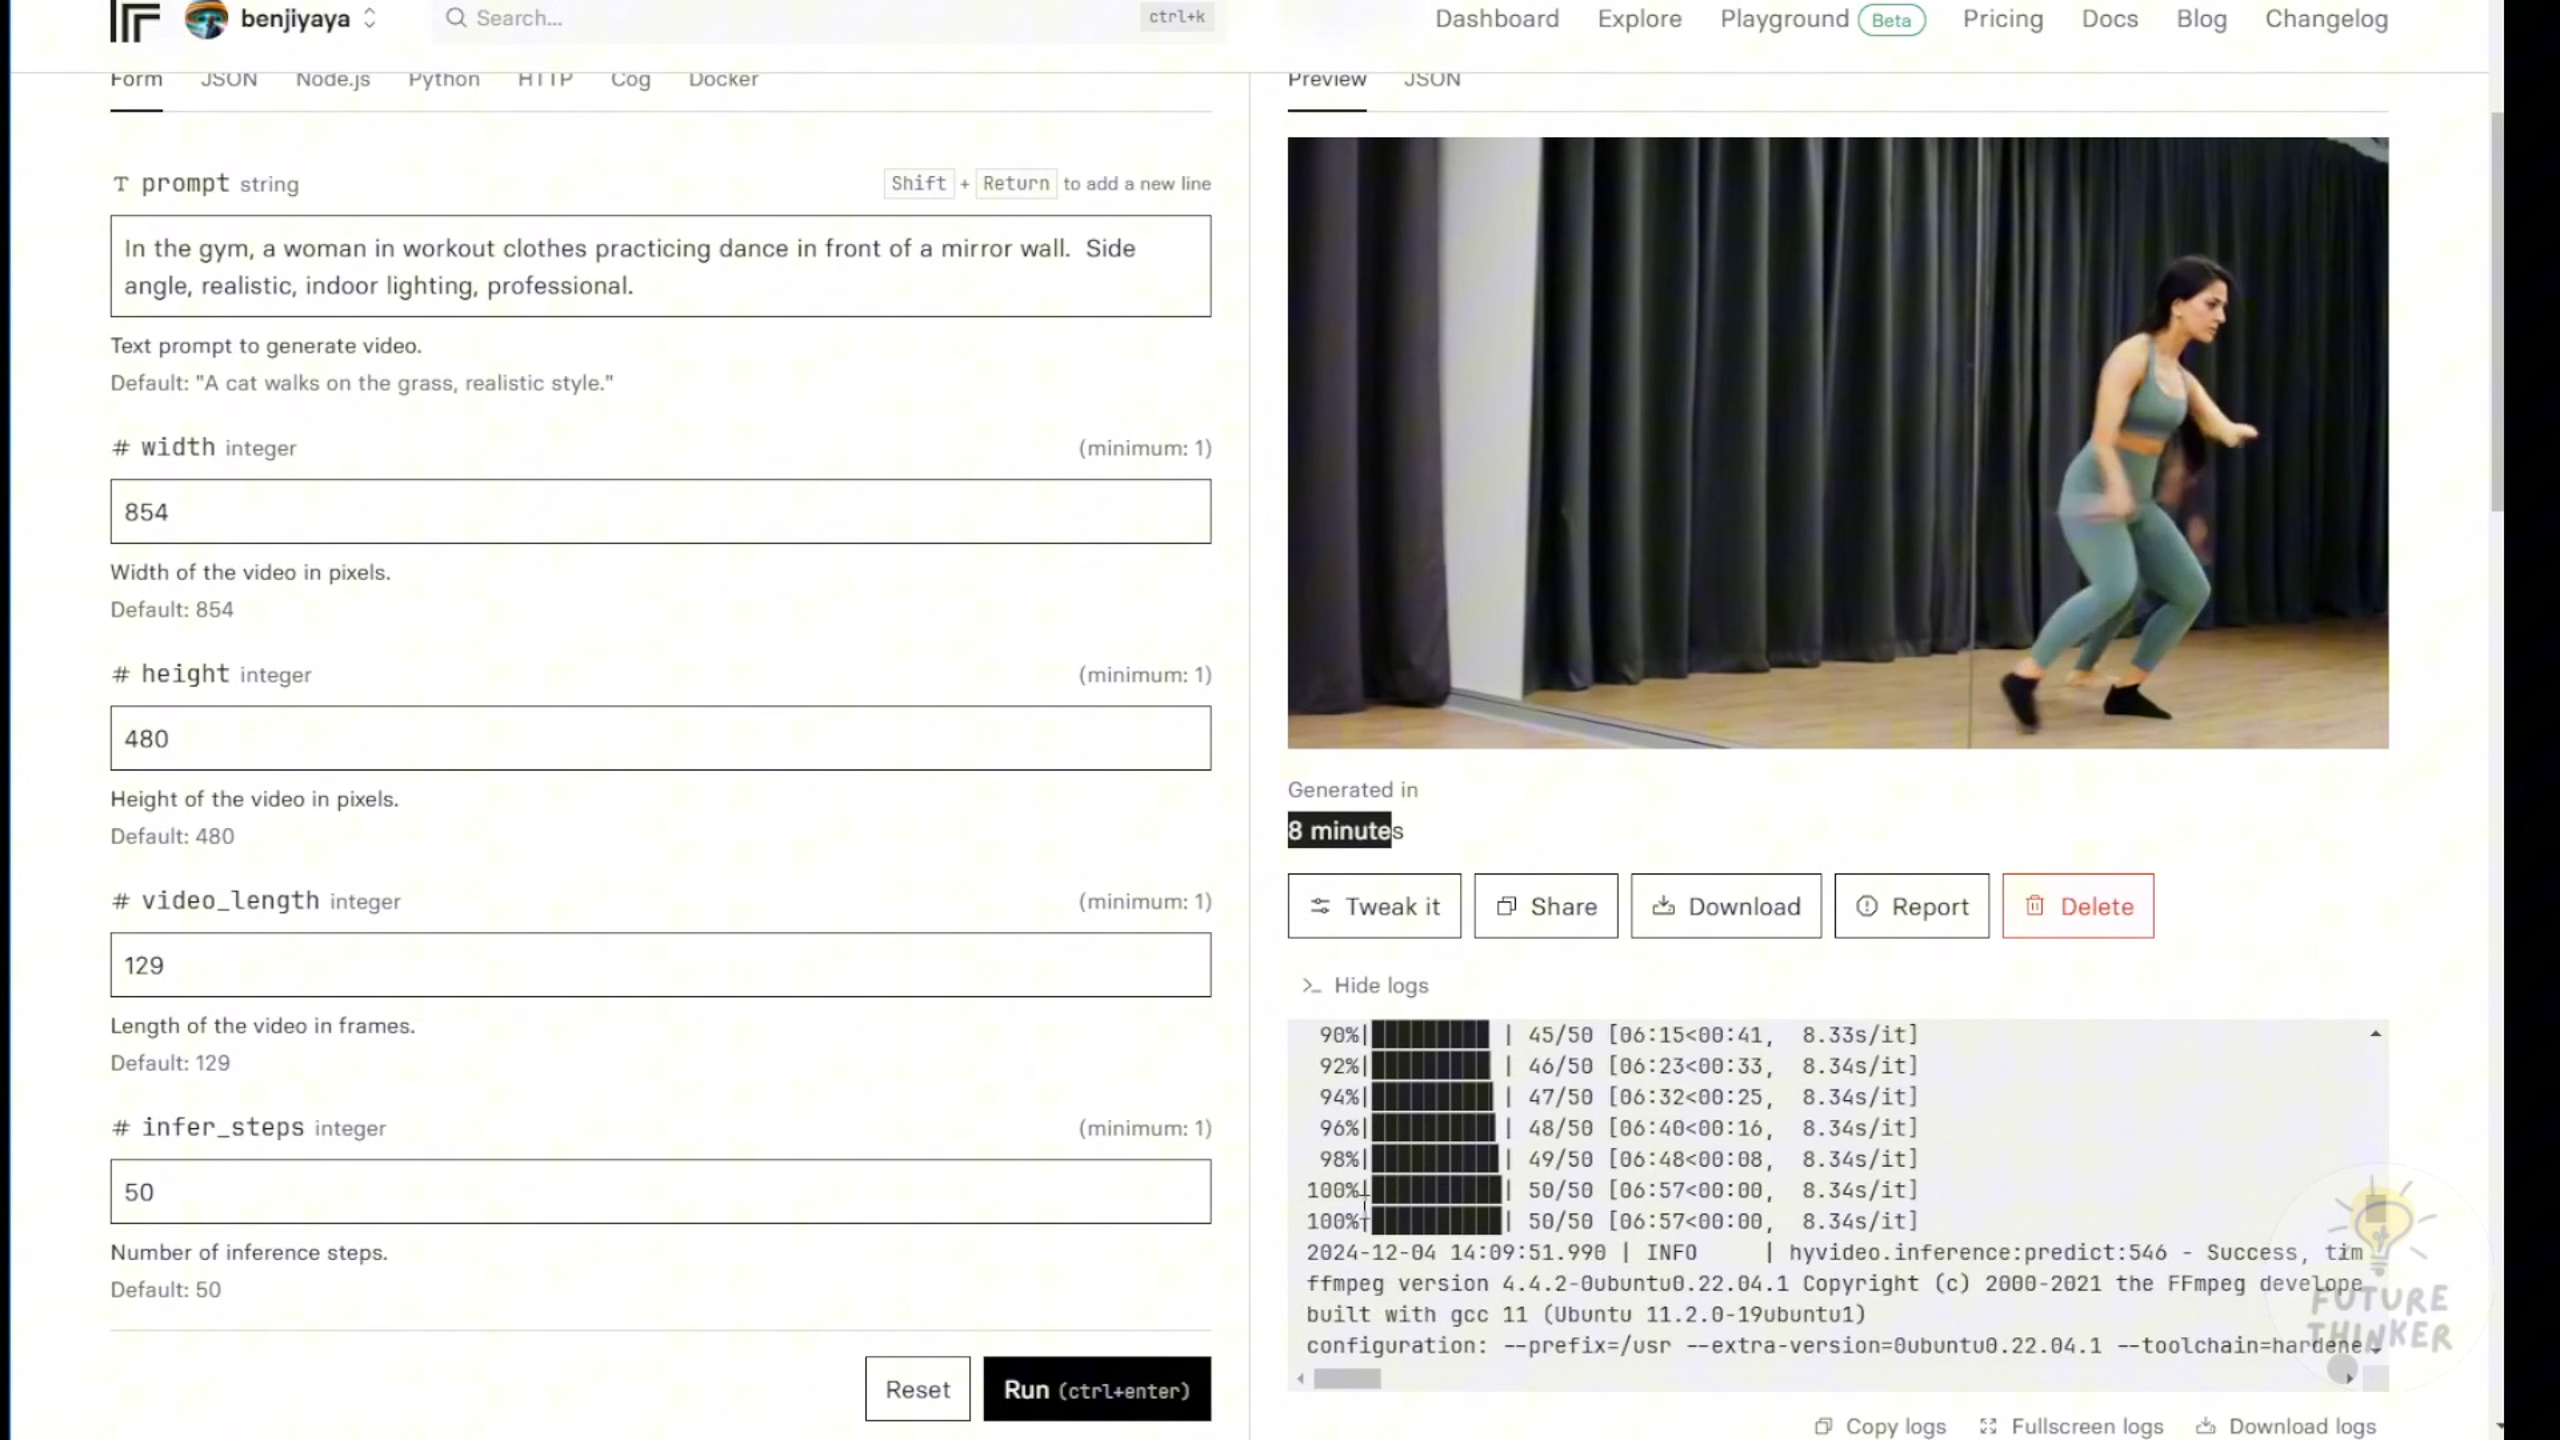 benjiyaya
Search...
ctrl+k
Dashboard
Explore
Playground
Beta
Pricing
Docs
Blog
Changelog
Form
JSON
Node.js
Python
HTTP
Cog
Docker
T prompt string
Shift + Return to add a new line
In the gym, a woman in workout clothes practicing dance in front of a mirror wall.  Side
angle, realistic, indoor lighting, professional.
Text prompt to generate video.
Default: "A cat walks on the grass, realistic style."
# width integer
(minimum: 1)
854
Width of the video in pixels.
Default: 854
# height integer
(minimum: 1)
480
Height of the video in pixels.
Default: 480
# video_length integer
(minimum: 1)
129
Length of the video in frames.
Default: 129
# infer_steps integer
(minimum: 1)
50
Number of inference steps.
Default: 50
Reset
Run (ctrl+enter)
Preview
JSON
Generated in
8 minutes
Tweak it
Share
Download
Report
Delete
>_ Hide logs
90%| | 45/50 [06:15<00:41, 8.33s/it]
92%| | 46/50 [06:23<00:33, 8.34s/it]
94%| | 47/50 [06:32<00:25, 8.34s/it]
96%| | 48/50 [06:40<00:16, 8.34s/it]
98%| | 49/50 [06:48<00:08, 8.34s/it]
100%| | 50/50 [06:57<00:00, 8.34s/it]
100%| | 50/50 [06:57<00:00, 8.34s/it]
2024-12-04 14:09:51.990 | INFO | hyvideo.inference:predict:546 - Success, tim
ffmpeg version 4.4.2-0ubuntu0.22.04.1 Copyright (c) 2000-2021 the FFmpeg develope
built with gcc 11 (Ubuntu 11.2.0-19ubuntu1)
configuration: --prefix=/usr --extra-version=0ubuntu0.22.04.1 --toolchain=hardene
FUTURE
THINKER
Copy logs
Fullscreen logs
Download logs